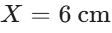 X = 6 cm